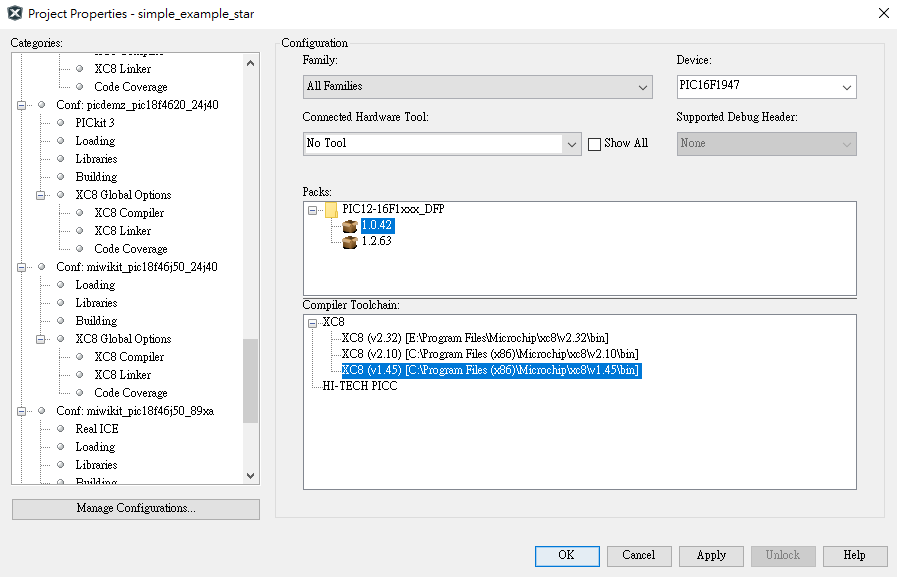 Project Properties - simple_example_star
Categories:
XC8 Linker
Code Coverage
Conf: picdemz_pic18f4620_24j40
PICkit 3
Loading
Libraries
Building
XC8 Global Options
XC8 Compiler
XC8 Linker
Code Coverage
Conf: miwikit_pic18f46j50_24j40
Loading
Libraries
Building
XC8 Global Options
XC8 Compiler
XC8 Linker
Code Coverage
Conf: miwikit_pic18f46j50_89xa
Real ICE
Loading
Libraries
Building
Manage Configurations...
Configuration
Family:
All Families
Device:
PIC16F1947
Connected Hardware Tool:
No Tool
Show All
Supported Debug Header:
None
Packs:
PIC12-16F1xxx_DFP
1.0.42
1.2.63
Compiler Toolchain:
XC8
XC8 (v2.32) [E:\Program Files\Microchip\xc8\v2.32\bin]
XC8 (v2.10) [C:\Program Files (x86)\Microchip\xc8\v2.10\bin]
XC8 (v1.45) [C:\Program Files (x86)\Microchip\xc8\v1.45\bin]
HI-TECH PICC
OK
Cancel
Apply
Unlock
Help